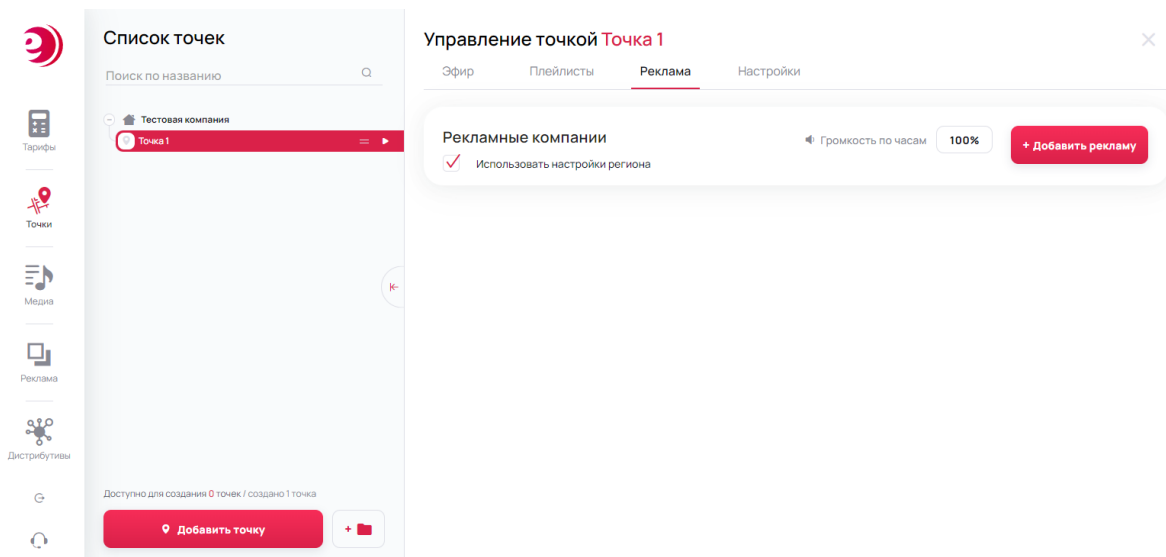 Список точек
Поиск по названию
Тестовая компания
Точка 1
Тарифы
Точки
Медиа
Реклама
Дистрибутивы
Доступно для создания 0 точек / создано 1 точка
Добавить точку
+
Управление точкой Точка 1
Эфир Плейлисты Реклама Настройки
Рекламные компании
Использовать настройки региона
Громкость по часам 100%
+ Добавить рекламу